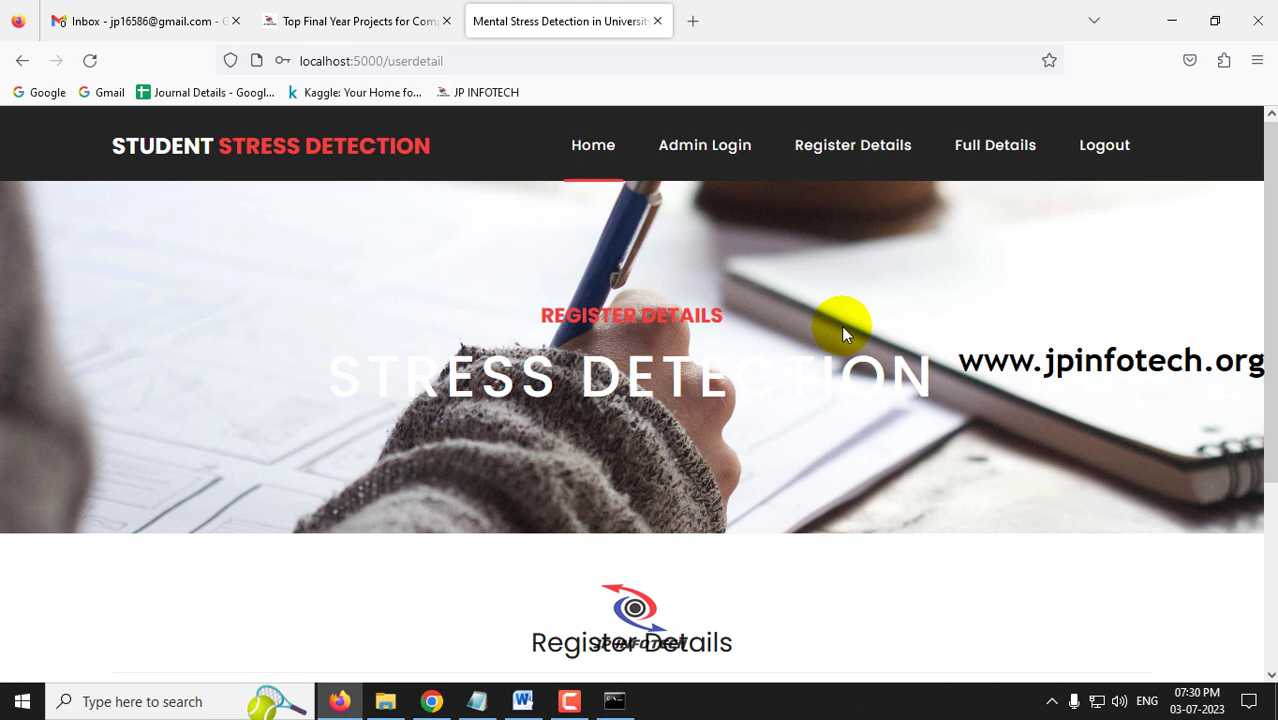 Inbox - jp16586@gmail.com - G
Top Final Year Projects for Com
Mental Stress Detection in University
localhost:5000/userdetail
Google
Gmail
Journal Details - Googl...
Kaggle: Your Home fo...
JP INFOTECH
STUDENT STRESS DETECTION
Home
Admin Login
Register Details
Full Details
Logout
REGISTER DETAILS
STRESS DETECTION
www.jpinfotech.org
Register Details
JP INFOTECH
Type here to search
ENG
07:30 PM
03-07-2023